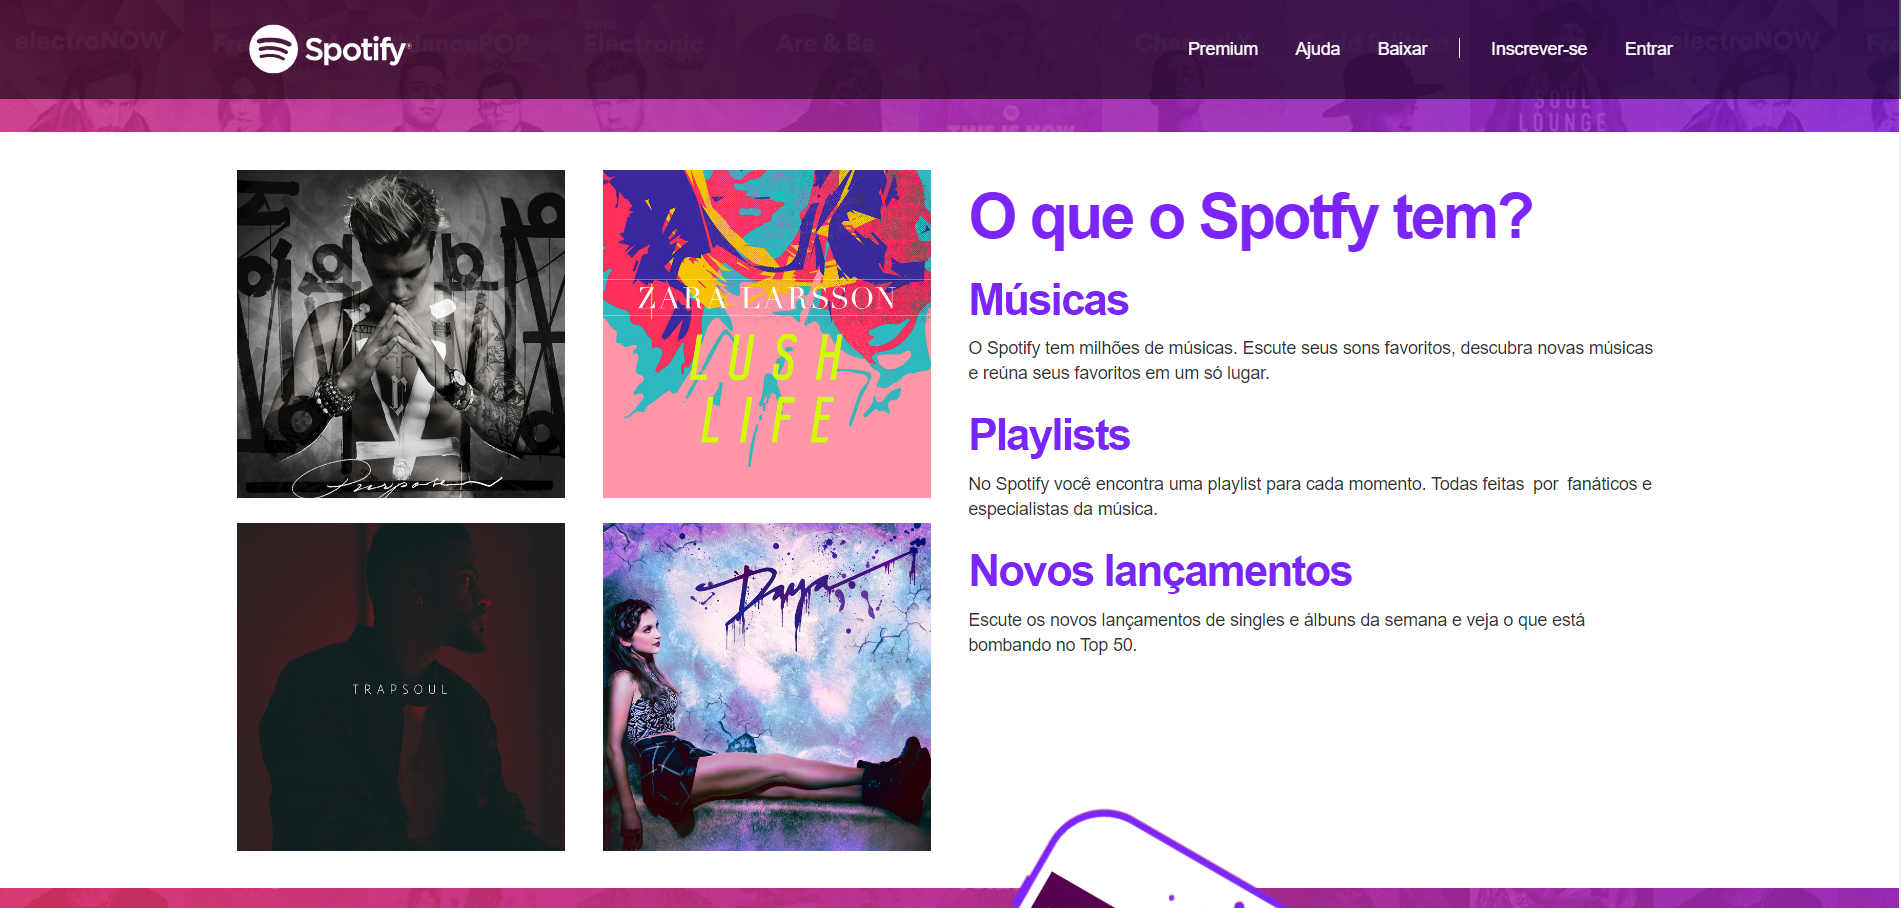 Spotify
Premium
Ajuda
Baixar
Inscrever-se
Entrar
electroNOW
Electronic
Are & Be
electroNOW
THIS IS NOW
SOUL
LOUNGE
Purpose
ZARA LARSSON
LUSH
LIFE
TRAPSOUL
Daya
O que o Spotfy tem?
Músicas
O Spotify tem milhões de músicas. Escute seus sons favoritos, descubra novas músicas
e reúna seus favoritos em um só lugar.
Playlists
No Spotify você encontra uma playlist para cada momento. Todas feitas por fanáticos e
especialistas da música.
Novos lançamentos
Escute os novos lançamentos de singles e álbuns da semana e veja o que está
bombando no Top 50.